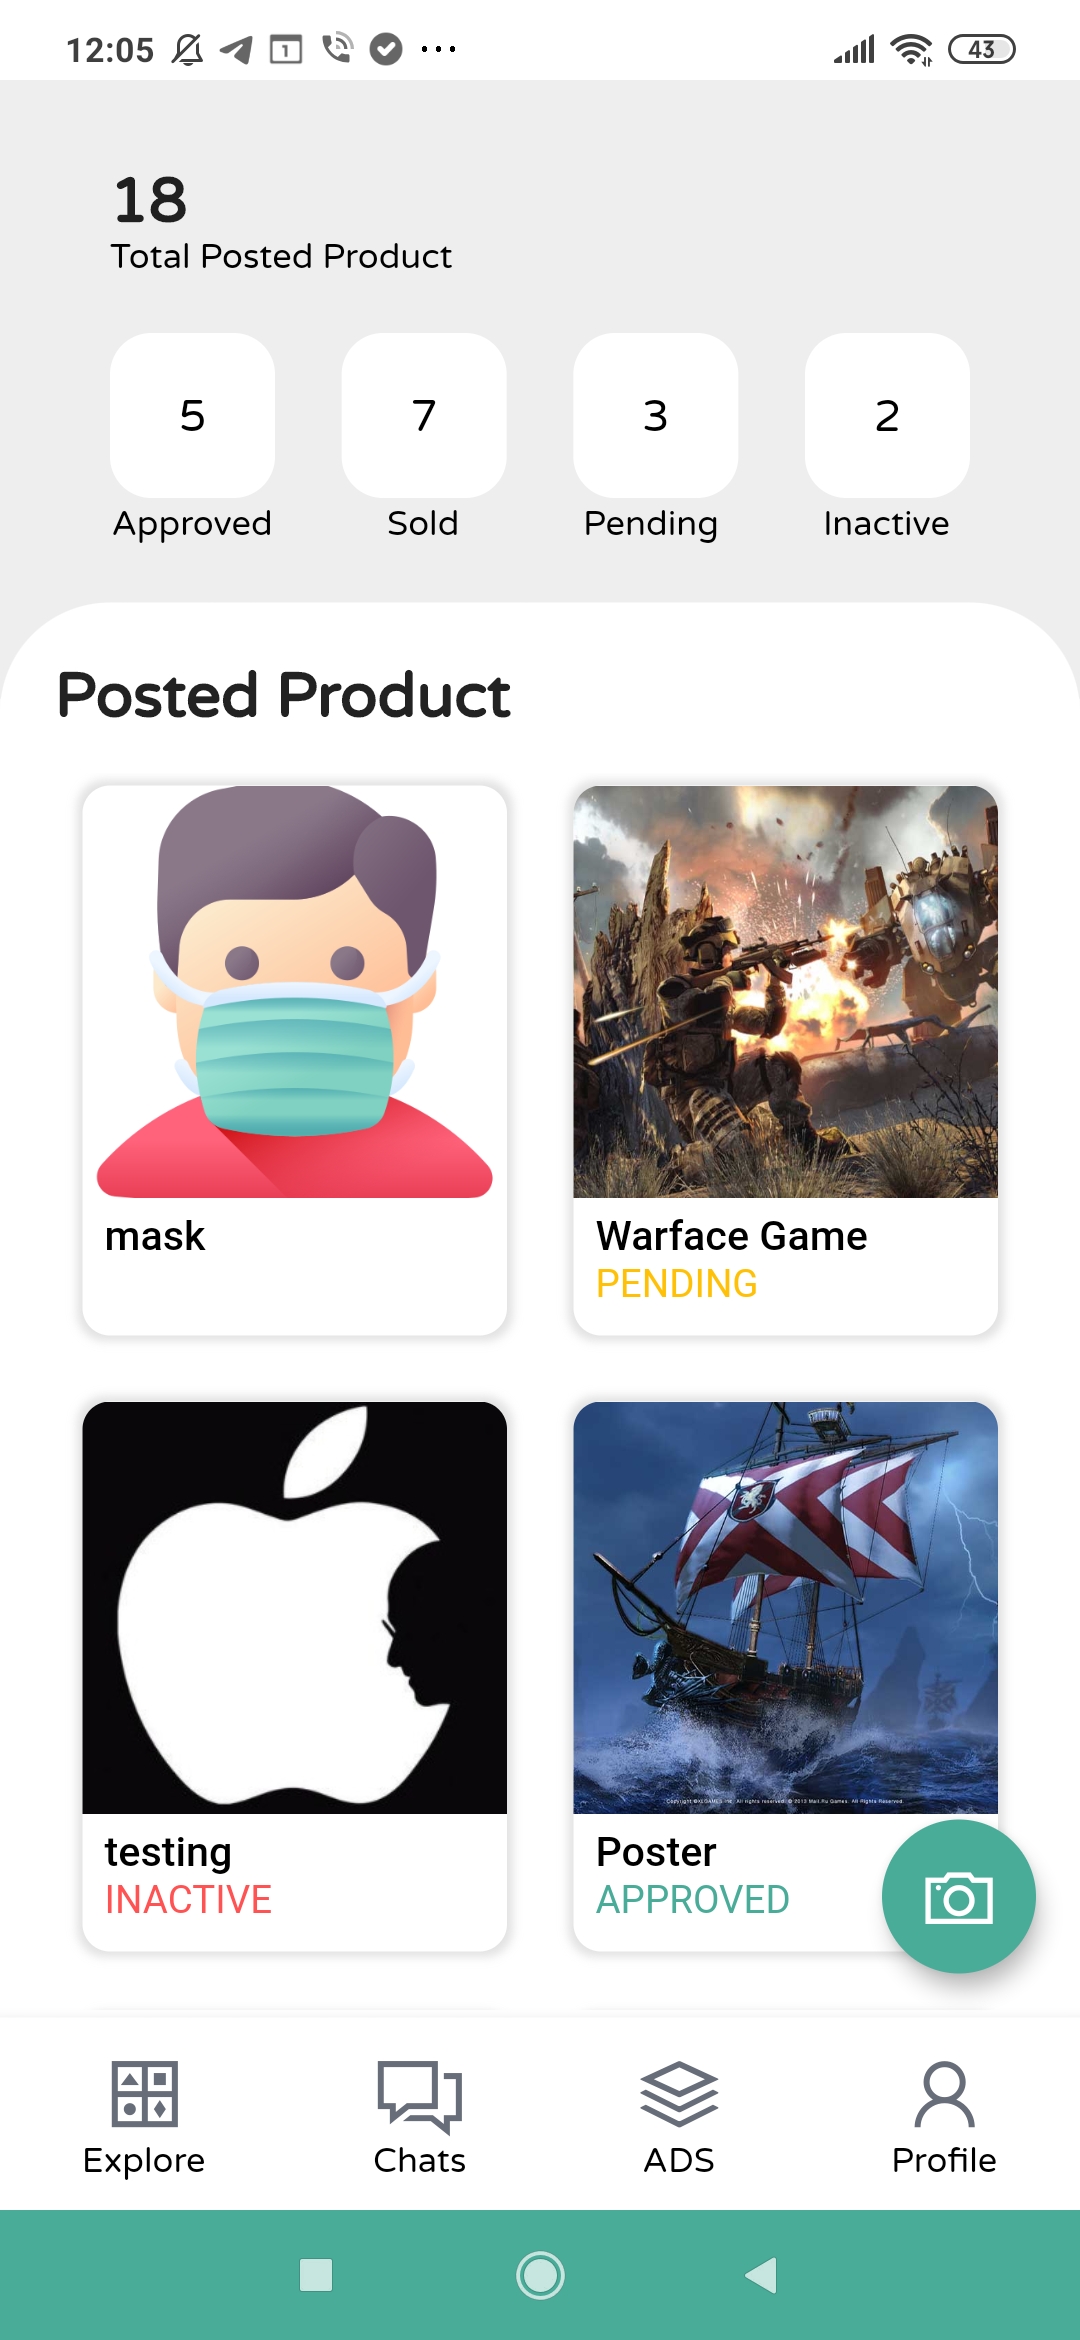 12:05
1
43
18
Total Posted Product
5
7
3
2
Approved
Sold
Pending
Inactive
Posted Product
mask
Warface Game
PENDING
testing
INACTIVE
Poster
APPROVED
Explore
Chats
ADS
Profile